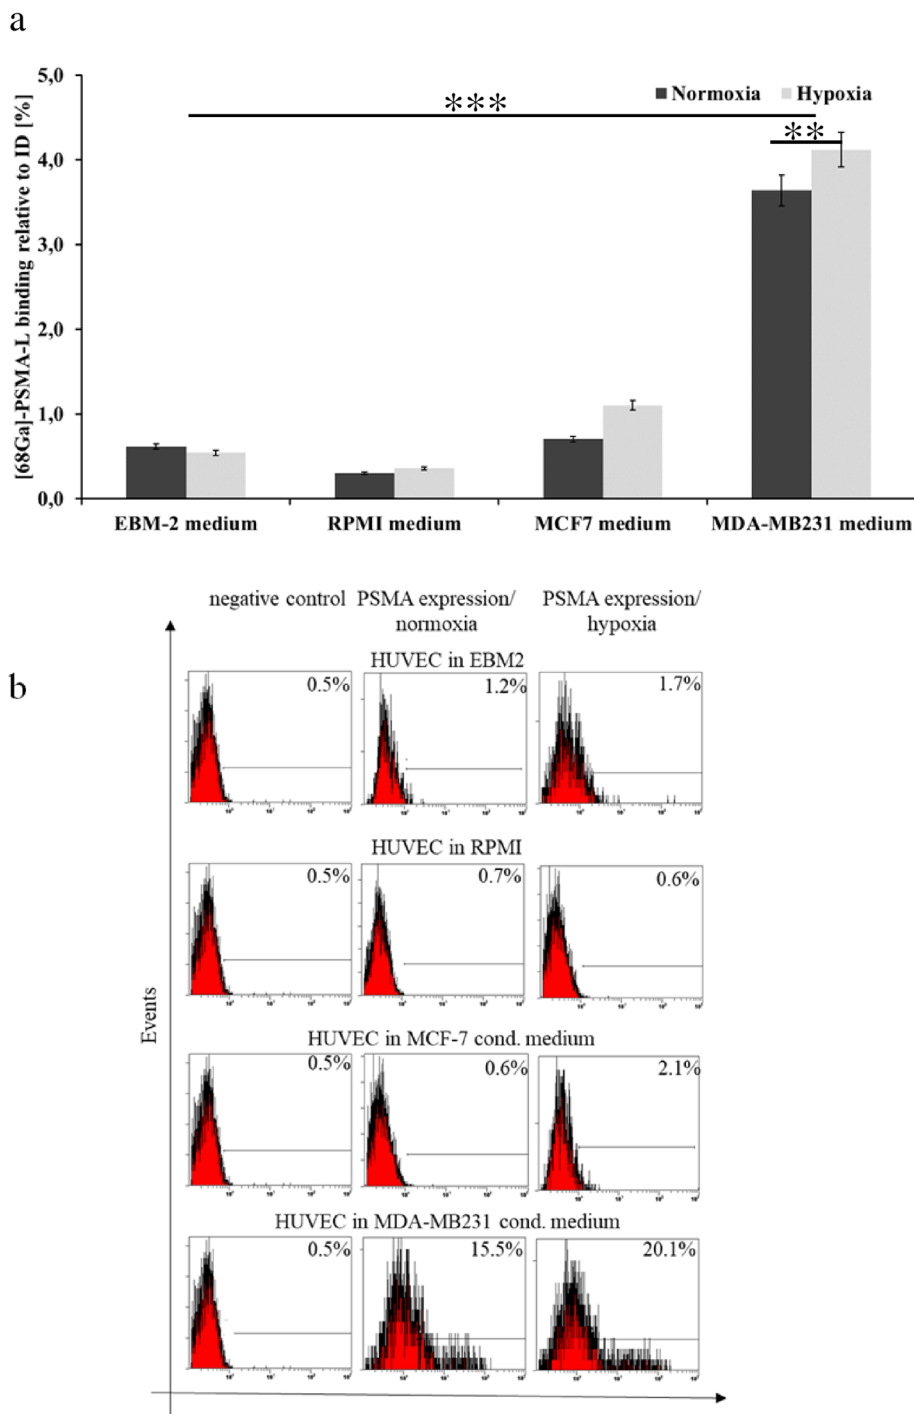 a
[68Ga]-PSMA-L binding relative to ID [%]
5,0
4,0
3,0
2,0
1,0
0,0
***
Normoxia Hypoxia
**
EBM-2 medium RPMI medium MCF7 medium MDA-MB231 medium
b
negative control PSMA expression/ normoxia PSMA expression/ hypoxia
Events
HUVEC in EBM2
0.5% 1.2% 1.7%
HUVEC in RPMI
0.5% 0.7% 0.6%
HUVEC in MCF-7 cond. medium
0.5% 0.6% 2.1%
HUVEC in MDA-MB231 cond. medium
0.5% 15.5% 20.1%